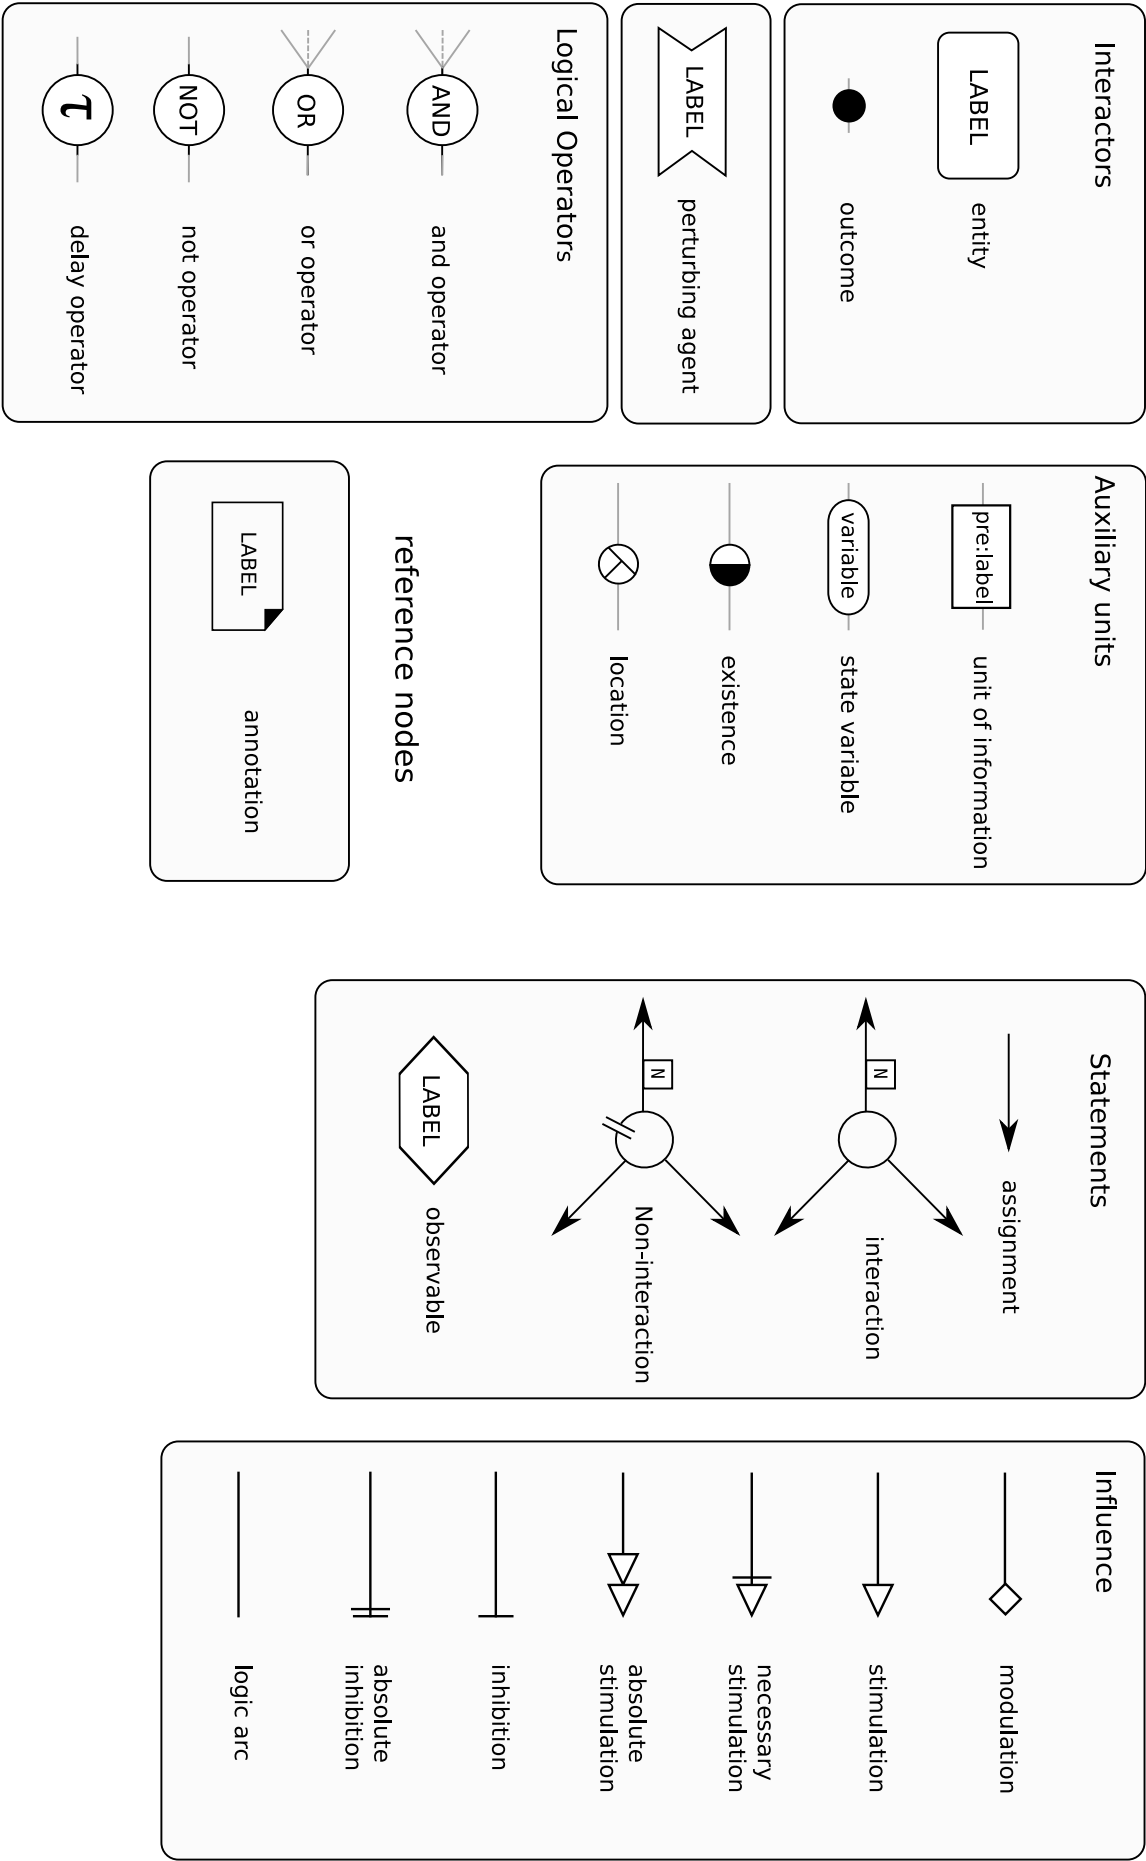 Interactors
LABEL
entity
outcome
LABEL
perturbing agent
Logical Operators
AND
and operator
OR
or operator
NOT
not operator
τ
delay operator
Auxiliary units
pre:label
unit of information
variable
state variable
existence
location
reference nodes
LABEL
annotation
Statements
assignment
N
interaction
N
Non-interaction
LABEL
observable
Influence
modulation
stimulation
necessary
stimulation
absolute
stimulation
inhibition
absolute
inhibition
logic arc